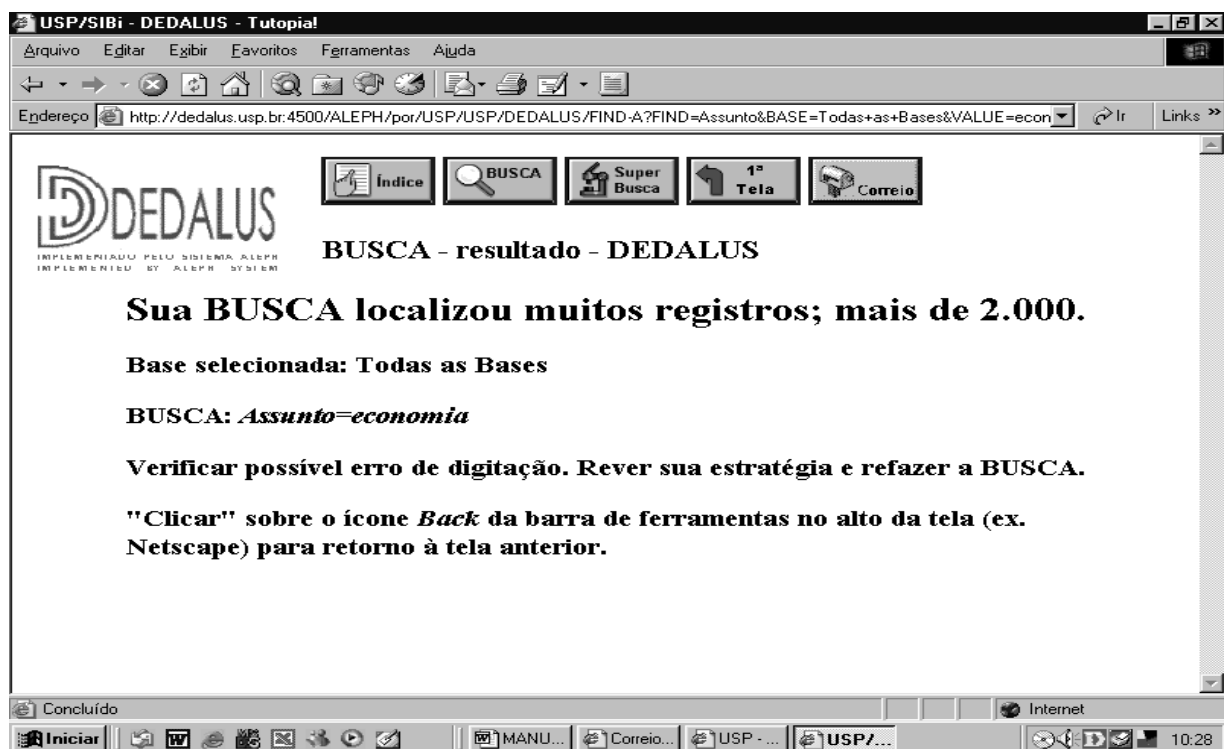 USP/SIBi - DEDALUS - Tutopia!
Arquivo Editar Exibir Favoritos Ferramentas Ajuda
Endereço http://dedalus.usp.br:4500/ALEPH/por/USP/USP/DEDALUS/FIND-A?FIND=Assunto&BASE=Todas+as+Bases&VALUE=econ Ir Links »
Índice BUSCA Super Busca 1ª Tela Correio
DEDALUS
IMPLEMENTADO PELO SISTEMA ALEPH
IMPLEMENTED BY ALEPH SYSTEM
BUSCA - resultado - DEDALUS
Sua BUSCA localizou muitos registros; mais de 2.000.
Base selecionada: Todas as Bases
BUSCA: Assunto=economia
Verificar possível erro de digitação. Rever sua estratégia e refazer a BUSCA.
"Clicar" sobre o ícone Back da barra de ferramentas no alto da tela (ex.
Netscape) para retorno à tela anterior.
Concluído Internet
Iniciar MANU... Correio... USP - ... USP/... 10:28